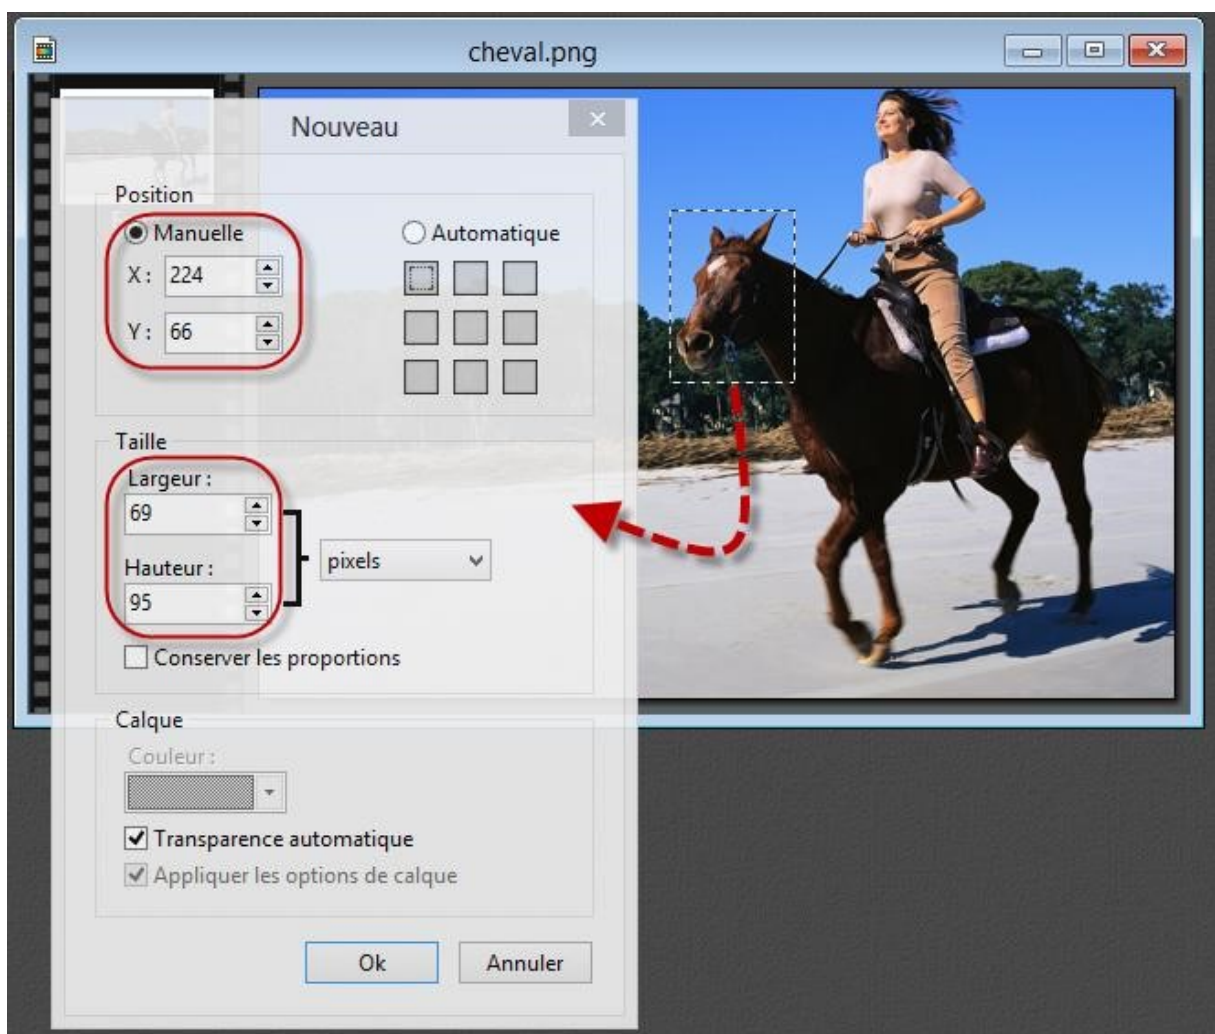 cheval.png
Nouveau
Position
Manuelle
Automatique
X : 224
Y : 66
Taille
Largeur :
69
pixels
Hauteur :
95
Conserver les proportions
Calque
Couleur :
Transparence automatique
Appliquer les options de calque
Ok Annuler